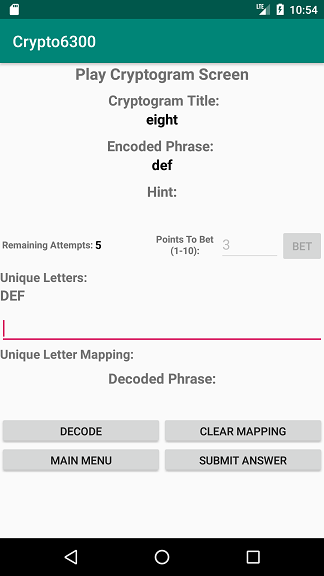 LTE 10:54
Crypto6300
Play Cryptogram Screen
Cryptogram Title:
eight
Encoded Phrase:
def
Hint:
Remaining Attempts: 5 Points To Bet (1-10): 3 BET
Unique Letters:
DEF
Unique Letter Mapping:
Decoded Phrase:
DECODE CLEAR MAPPING
MAIN MENU SUBMIT ANSWER